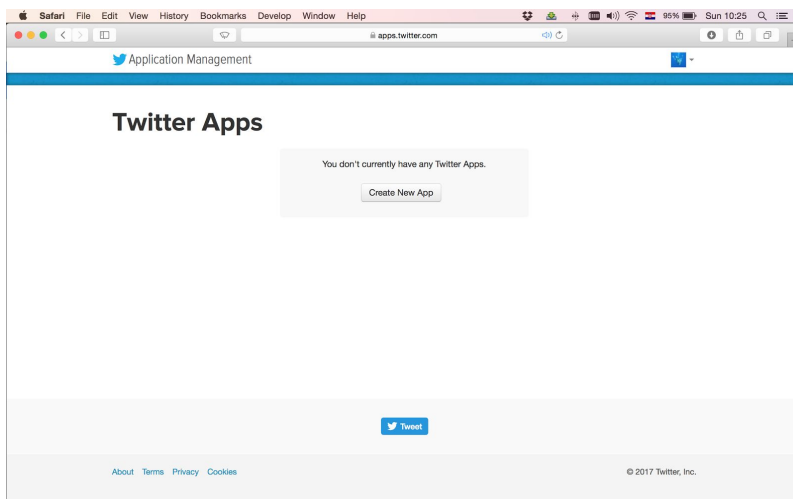 Safari File Edit View History Bookmarks Develop Window Help 95% Sun 10:25
apps.twitter.com
Application Management
Twitter Apps
You don't currently have any Twitter Apps.
Create New App
Tweet
About Terms Privacy Cookies © 2017 Twitter, Inc.